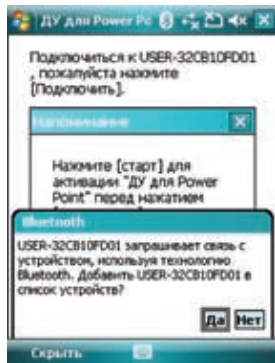 ДУ для Power Po
Подключиться к USER-32CB10FD01
, пожалуйста нажмите
[Подключить].
Напоминание
Нажмите [старт] для
активации "ДУ для Power
Point" перед нажатием
Bluetooth
USER-32CB10FD01 запрашивает связь с
устройством, используя технологию
Bluetooth. Добавить USER-32CB10FD01 в
список устройств?
Да Нет
Скрыть